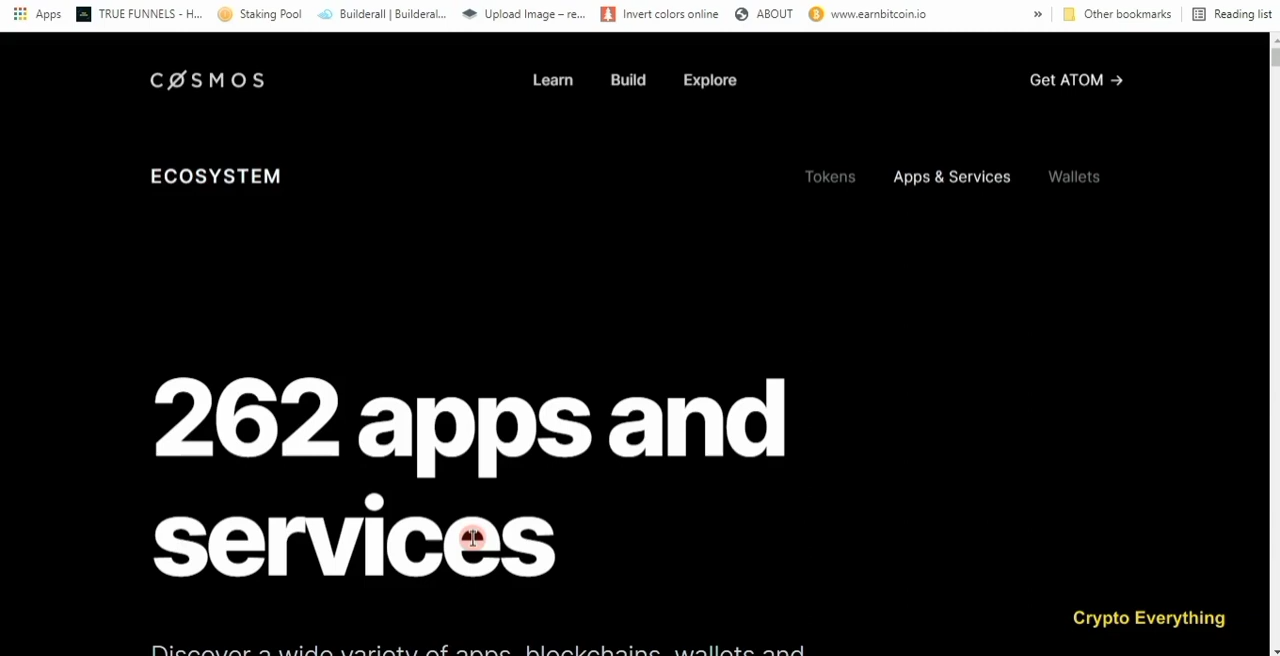 Apps TRUE FUNNELS - H... Staking Pool Builderall | Builderal... Upload Image – re... Invert colors online ABOUT www.earnbitcoin.io » Other bookmarks Reading list
CØSMOS Learn Build Explore Get ATOM →
ECOSYSTEM Tokens Apps & Services Wallets
262 apps and
services
Crypto Everything
Discover a wide variety of apps, blockchains, wallets and